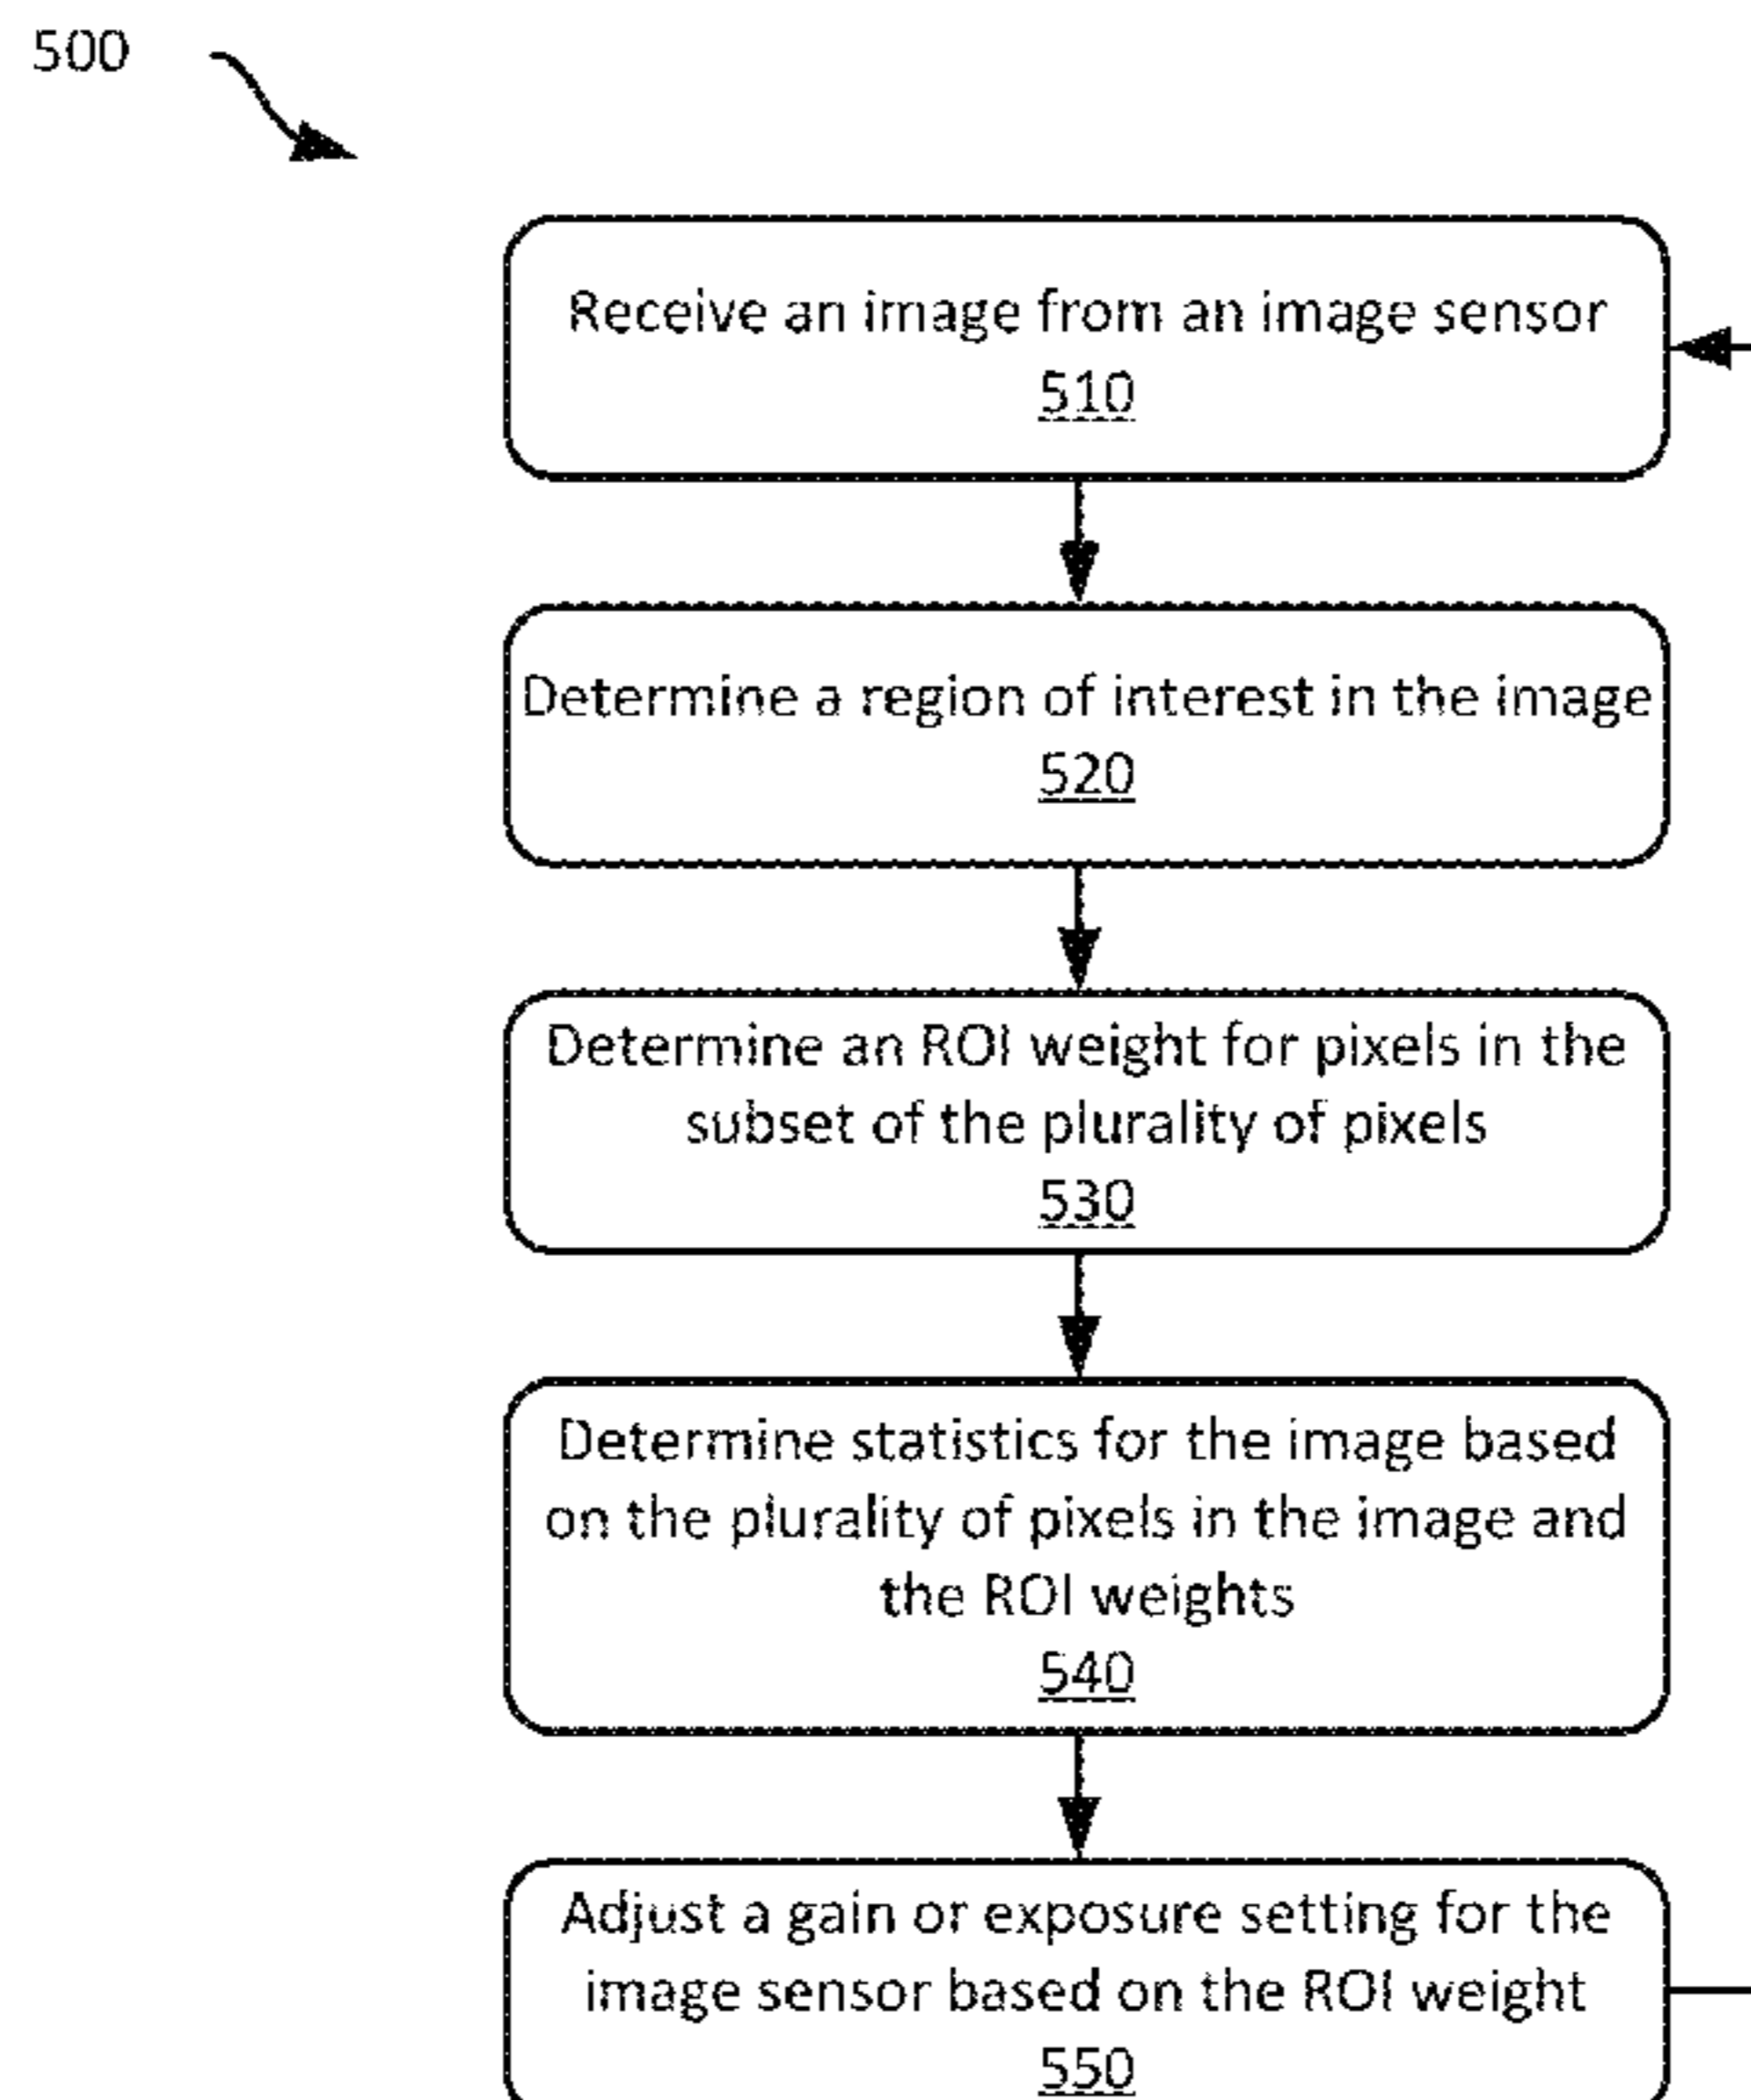 500
Receive an image from an image sensor
510
Determine a region of interest in the image
520
Determine an ROI weight for pixels in the
subset of the plurality of pixels
530
Determine statistics for the image based
on the plurality of pixels in the image and
the ROI weights
540
Adjust a gain or exposure setting for the
image sensor based on the ROI weight
550